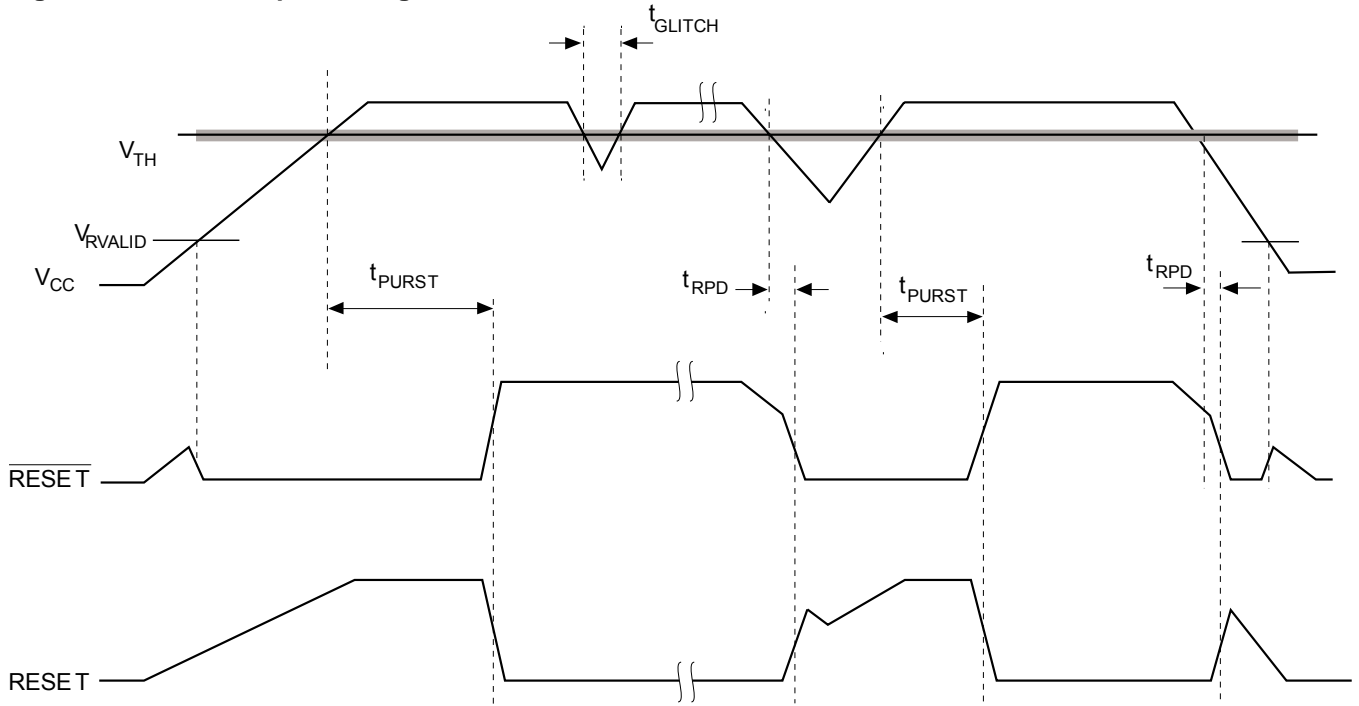 tGLITCH
VTH
VRVALID
VCC
tPURST
tRPD
tPURST
tRPD
RESET
RESET